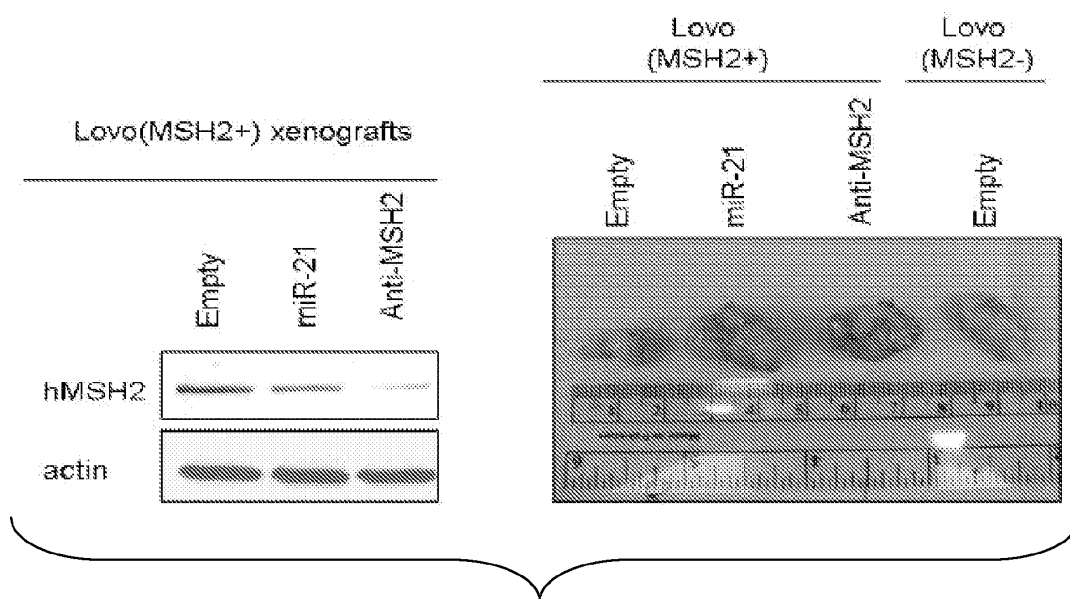 Lovo(MSH2+) xenografts
Empty
miR-21
Anti-MSH2
hMSH2
actin
Lovo
(MSH2+)
Lovo
(MSH2-)
Empty
miR-21
Anti-MSH2
Empty